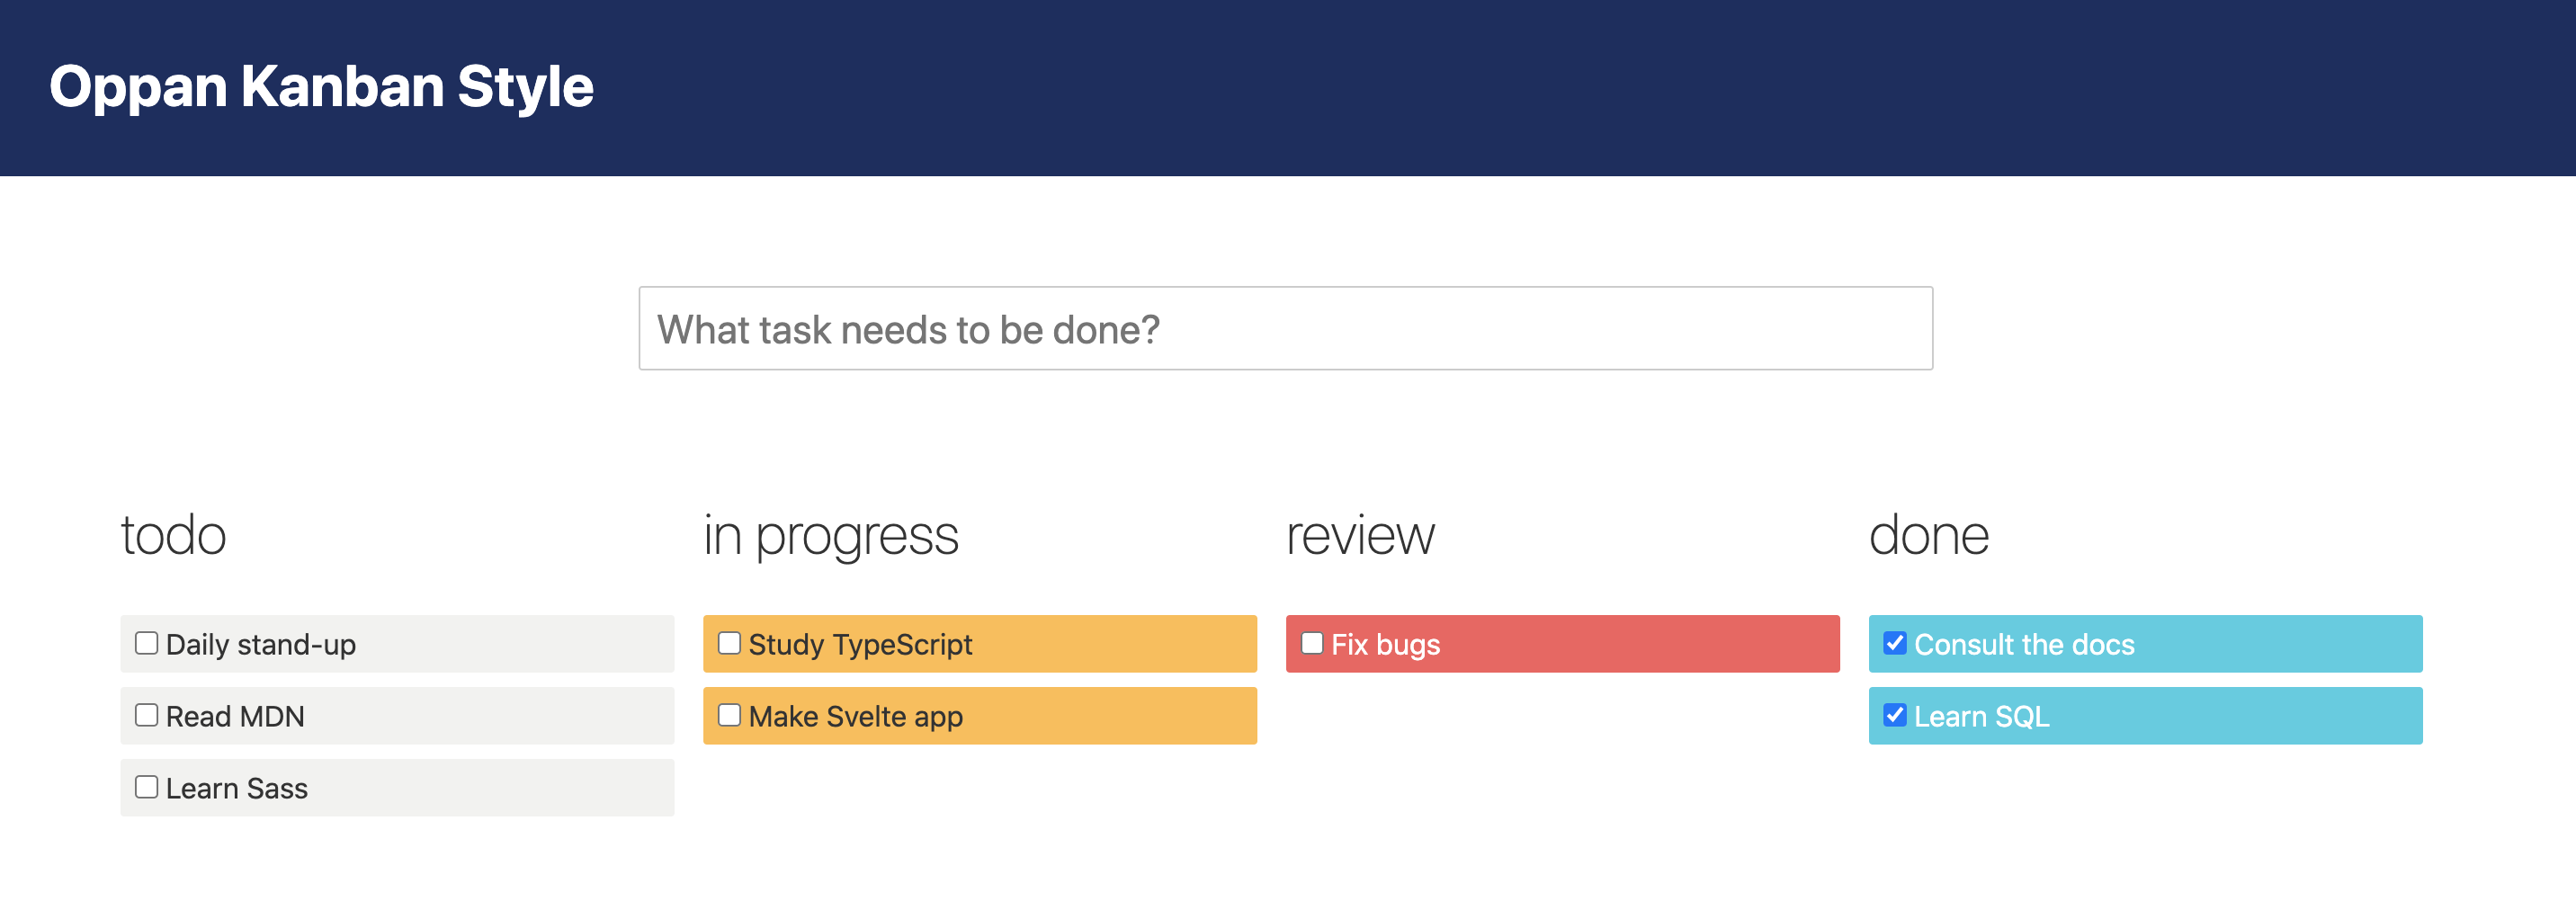 Oppan Kanban Style
What task needs to be done?
todo
Daily stand-up
Read MDN
Learn Sass
in progress
Study TypeScript
Make Svelte app
review
Fix bugs
done
Consult the docs
Learn SQL